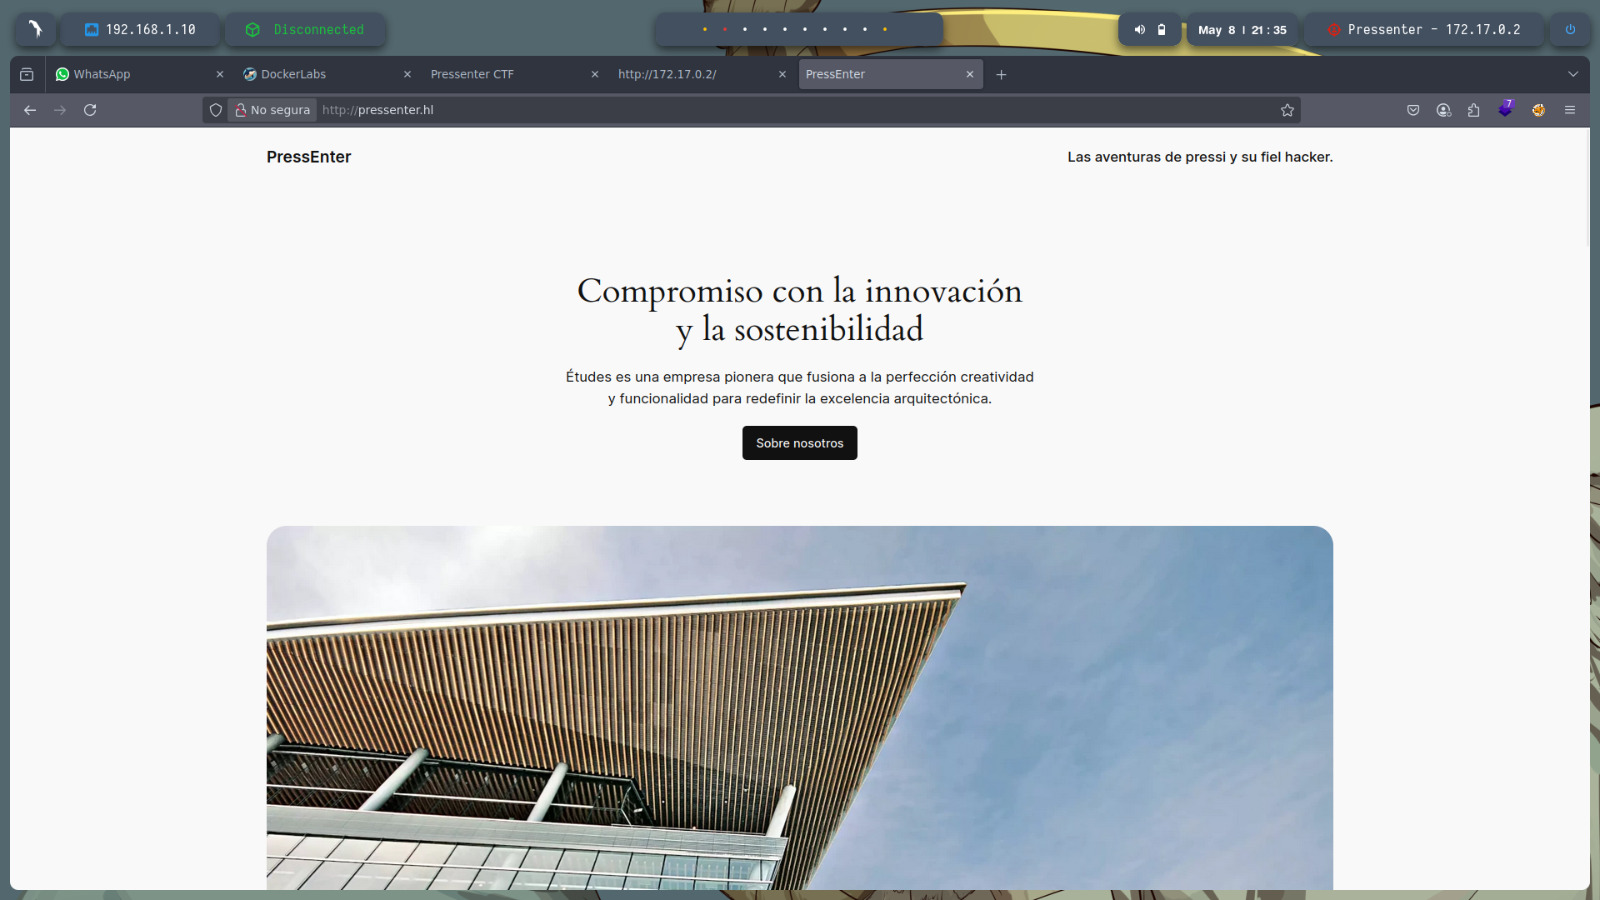 192.168.1.10
Disconnected
May 8 | 21:35
Pressenter - 172.17.0.2
WhatsApp
DockerLabs
Pressenter CTF
http://172.17.0.2/
PressEnter
No segura
http://pressenter.hl
7
PressEnter
Las aventuras de pressi y su fiel hacker.
Compromiso con la innovación
y la sostenibilidad
Études es una empresa pionera que fusiona a la perfección creatividad
y funcionalidad para redefinir la excelencia arquitectónica.
Sobre nosotros